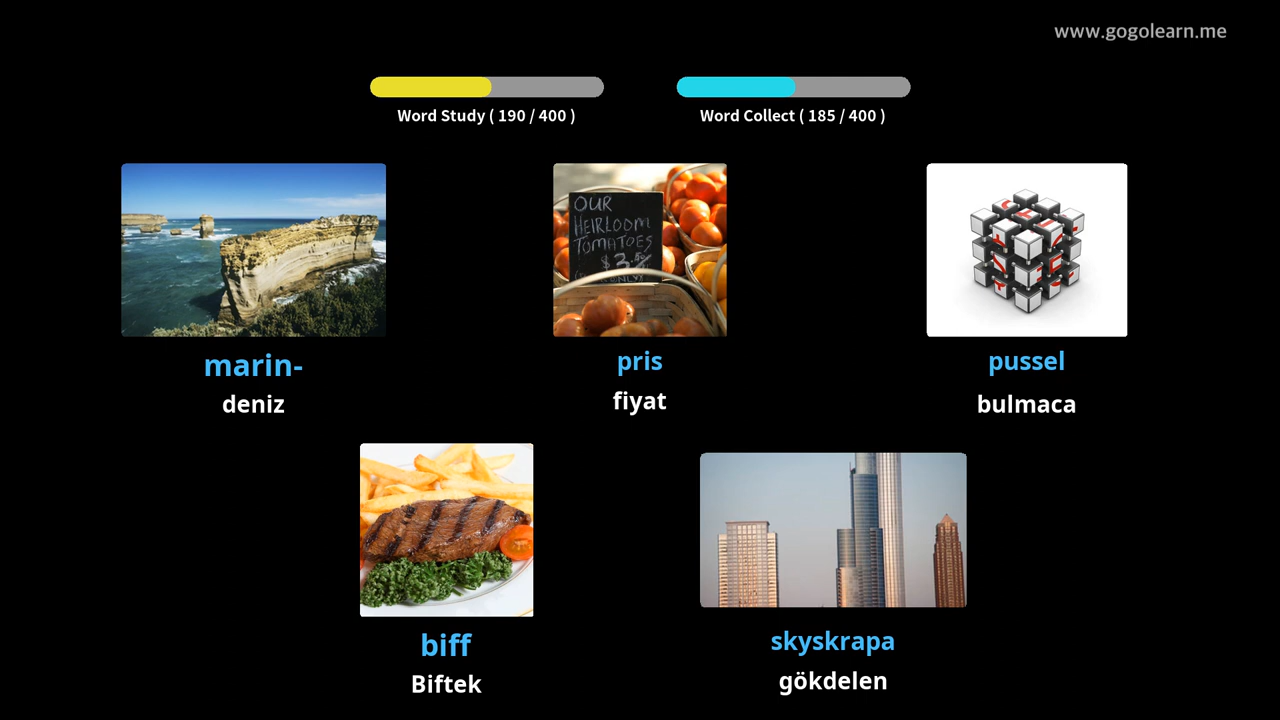 www.gogolearn.me
Word Study ( 190 / 400 )
Word Collect ( 185 / 400 )
OUR
HEIRLOOM
TOMATOES
marin-
deniz
pris
fiyat
pussel
bulmaca
biff
Biftek
skyskrapa
gökdelen